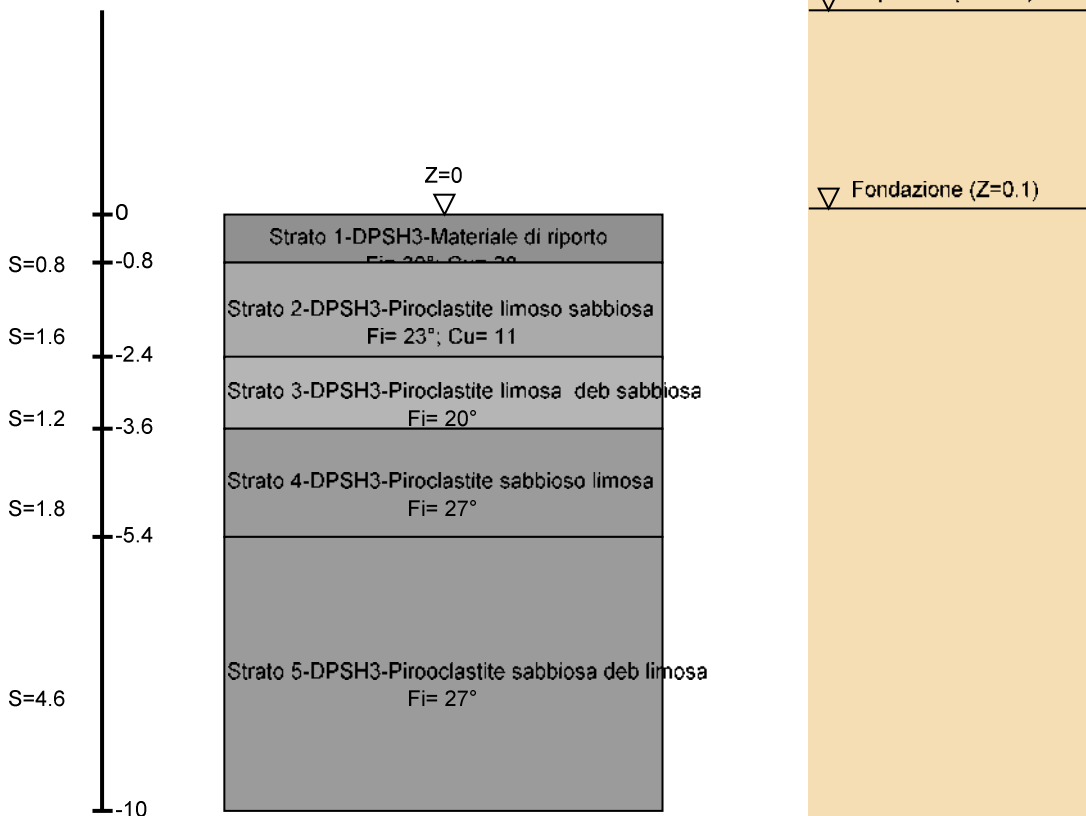 Z=0
Fondazione (Z=0.1)
0
Strato 1-DPSH3-Materiale di riporto
-0.8
S=0.8
Strato 2-DPSH3-Piroclastite limoso sabbiosa
Fi= 23°; Cu= 11
S=1.6
-2.4
Strato 3-DPSH3-Piroclastite limosa  deb sabbiosa
Fi= 20°
S=1.2
-3.6
Strato 4-DPSH3-Piroclastite sabbioso limosa
Fi= 27°
S=1.8
-5.4
Strato 5-DPSH3-Pirooclastite sabbiosa deb limosa
Fi= 27°
S=4.6
-10